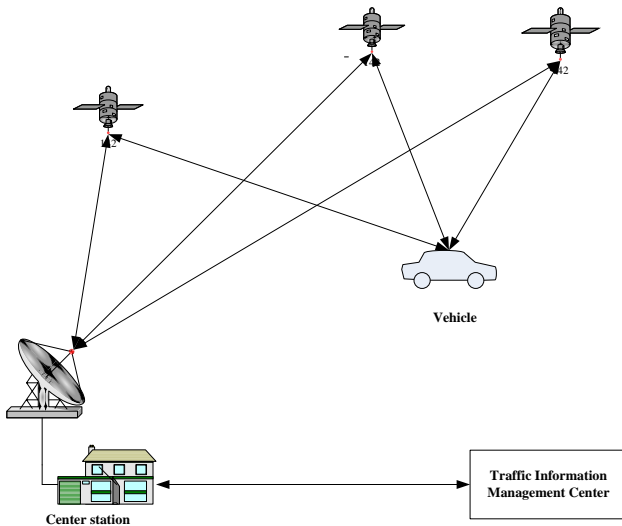 Vehicle
Traffic Information
Management Center
Center station